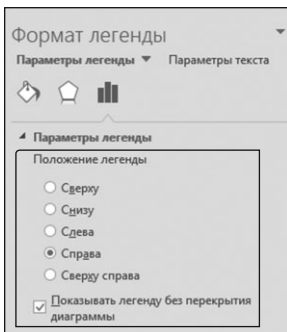 Формат легенды
Параметры легенды Параметры текста
Параметры легенды
Положение легенды
Сверху
Снизу
Слева
Справа
Сверху справа
Показывать легенду без перекрытия
диаграммы